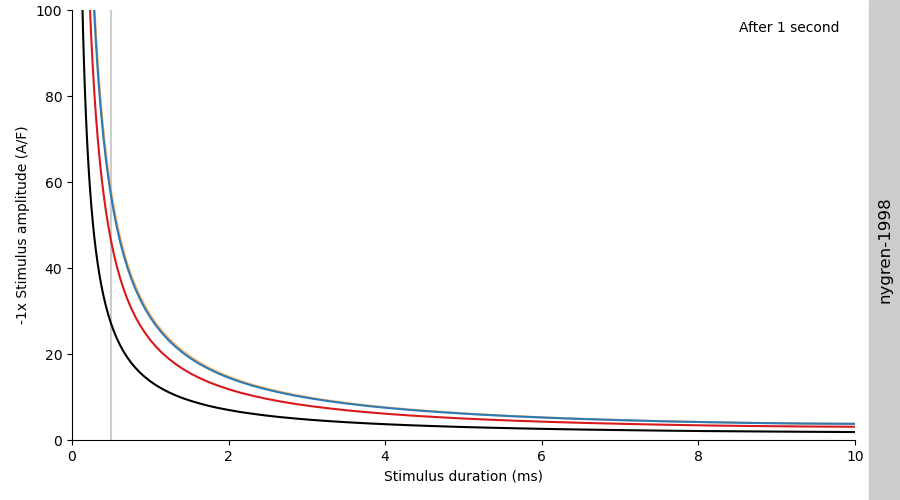 After 1 second
100
80
60
40
20
0
-1x Stimulus amplitude (A/F)
0 2 4 6 8 10
Stimulus duration (ms)
nygren-1998